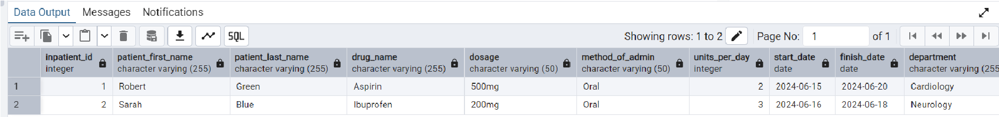 Data Output Messages Notifications
SQL Showing rows: 1 to 2 Page No: 1 of 1
inpatient_id patient_first_name patient_last_name drug_name dosage method_of_admin units_per_day start_date finish_date department
integer character varying (255) character varying (255) character varying (255) character varying (50) character varying (50) integer date date character varying (255
1 1 Robert Green Aspirin 500mg Oral 2 2024-06-15 2024-06-20 Cardiology
2 2 Sarah Blue Ibuprofen 200mg Oral 3 2024-06-16 2024-06-18 Neurology